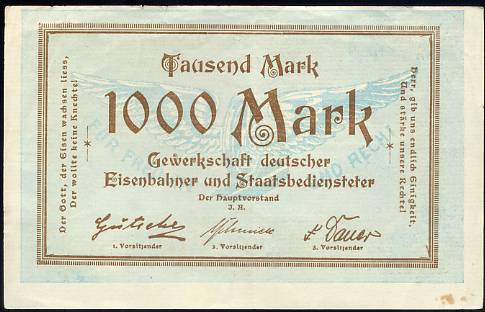 Tausend Mark
1000 Mark
Gewerkschaft deutscher
Eisenbahner und Staatsbediensteter
Der Hauptvorstand
J. A.
1. Vorsitzender
2. Vorsitzender
3. Vorsitzender
Der Gott, der Eisen wachsen liess,
Der wollte keine Knechte!
Herr, gib uns endlich Einigkeit,
Und stärke unsere Rechte!